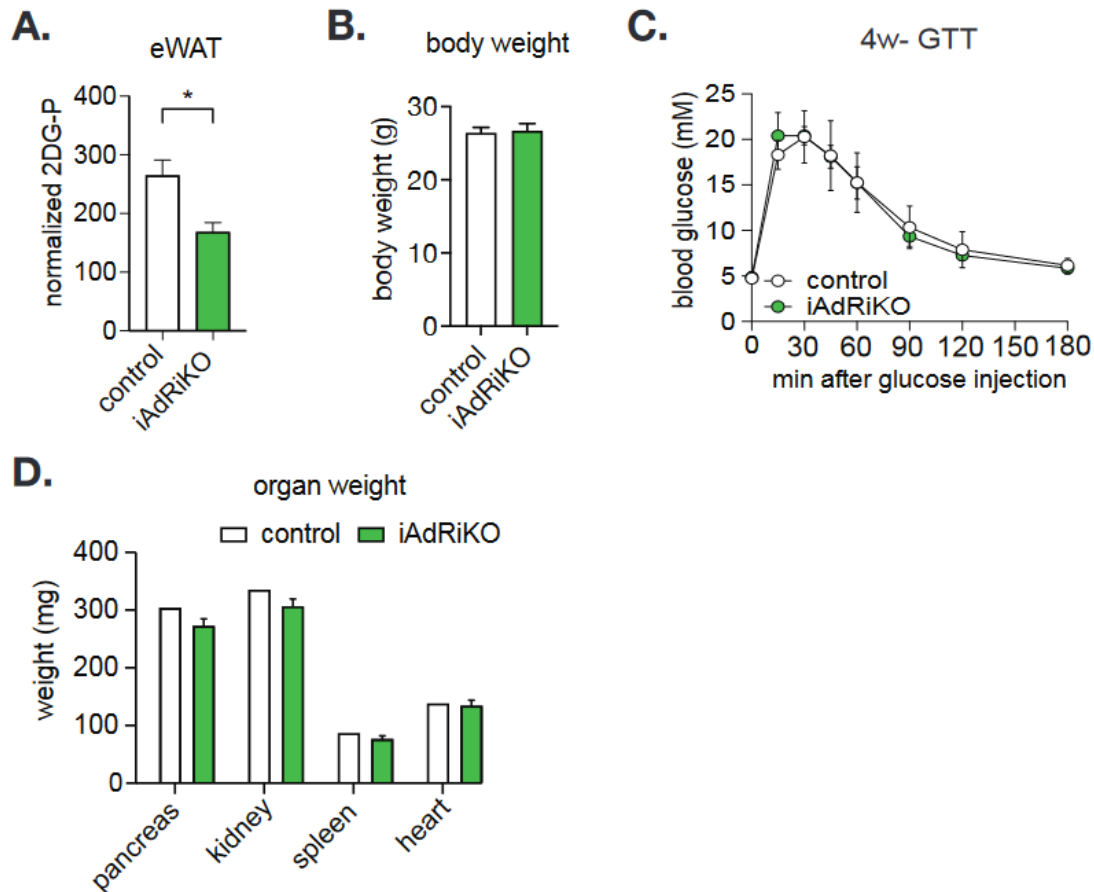 A.
eWAT
normalized 2DG-P
400
300
200
100
0
*
control
iAdRiKO
B.
body weight
body weight (g)
30
20
10
0
control
iAdRiKO
C.
4w- GTT
blood glucose (mM)
25
20
15
10
5
0
control
iAdRiKO
0 30 60 90 120 150 180
min after glucose injection
D.
organ weight
control iAdRiKO
weight (mg)
400
300
200
100
0
pancreas
kidney
spleen
heart